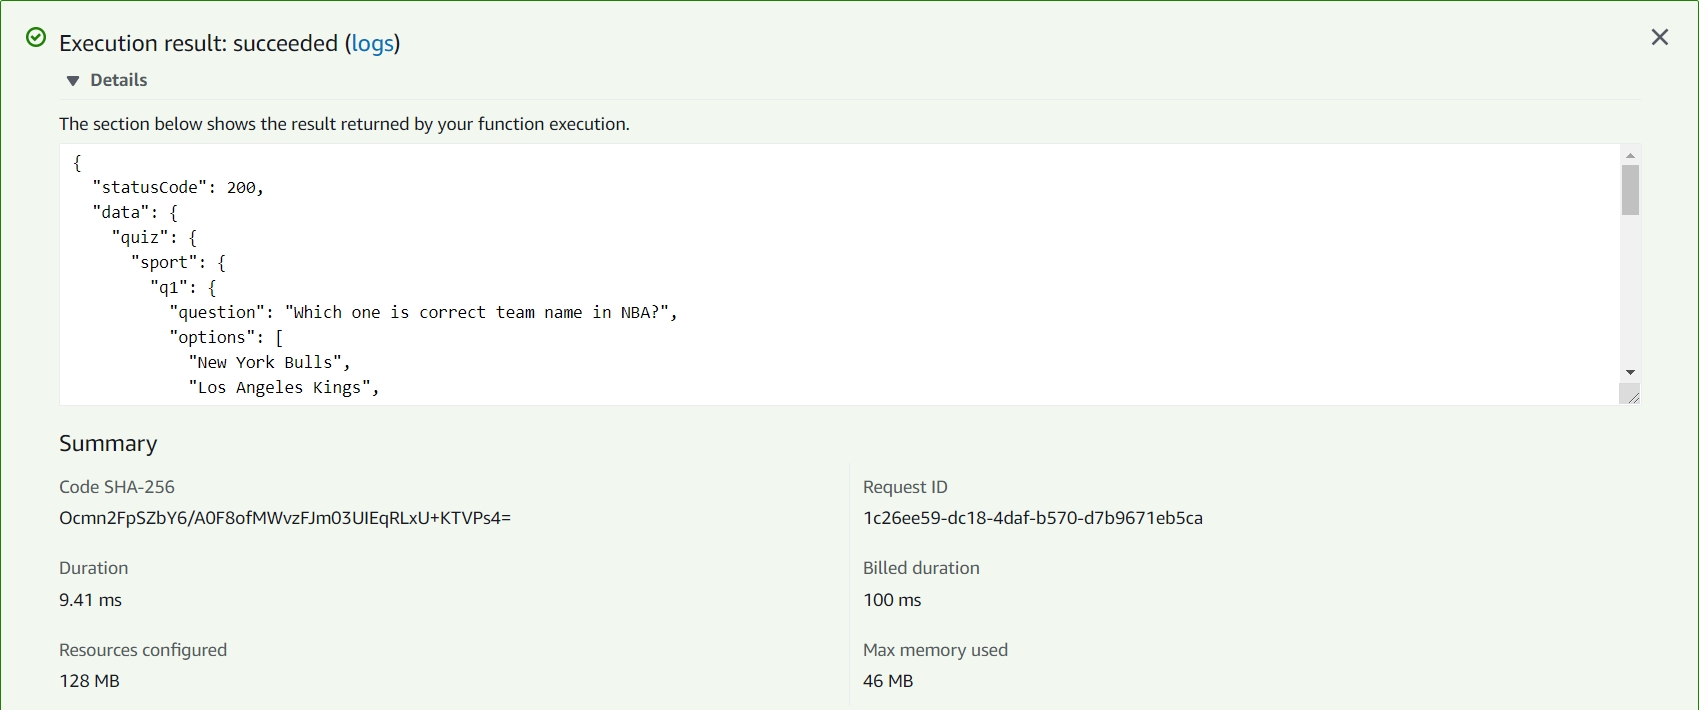 Execution result: succeeded (logs)
Details
The section below shows the result returned by your function execution.
{
  "statusCode": 200,
  "data": {
    "quiz": {
      "sport": {
        "q1": {
          "question": "Which one is correct team name in NBA?",
          "options": [
            "New York Bulls",
            "Los Angeles Kings",
Summary
Code SHA-256
Ocmn2FpSZbY6/A0F8ofMWvzFJm03UIEqRLxU+KTVPs4=
Request ID
1c26ee59-dc18-4daf-b570-d7b9671eb5ca
Duration
9.41 ms
Billed duration
100 ms
Resources configured
128 MB
Max memory used
46 MB